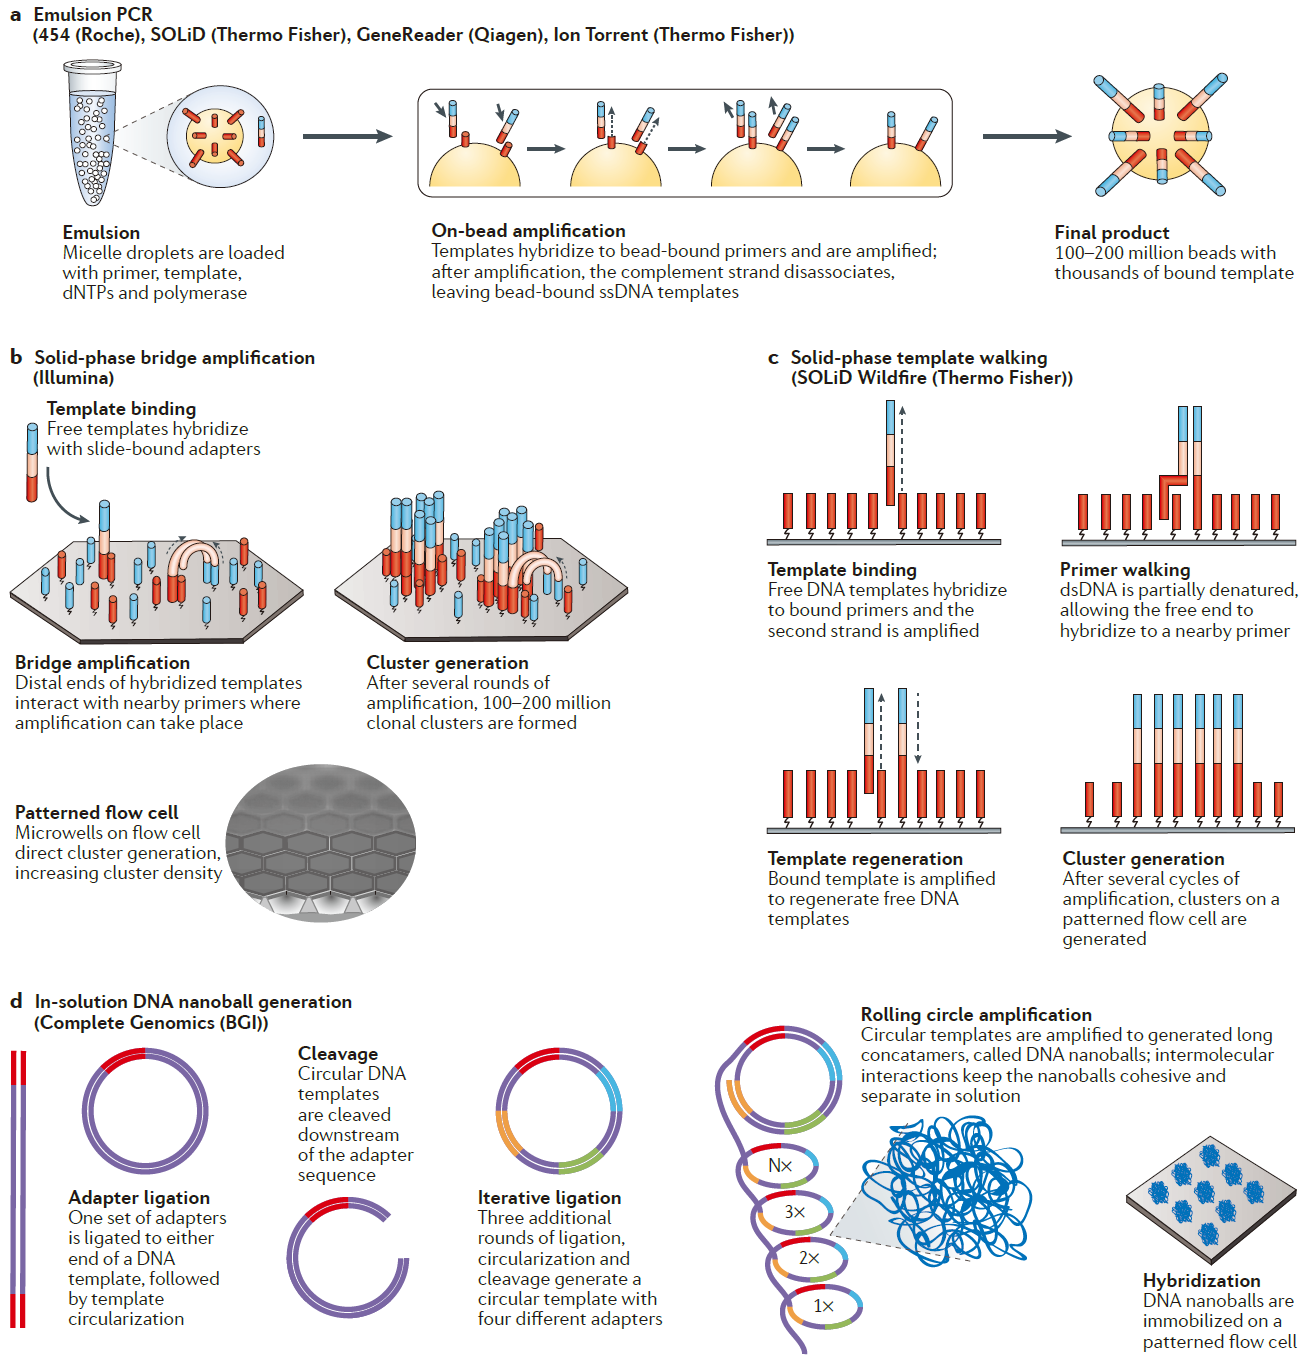 a Emulsion PCR
(454 (Roche), SOLiD (Thermo Fisher), GeneReader (Qiagen), Ion Torrent (Thermo Fisher))
Emulsion
Micelle droplets are loaded
with primer, template,
dNTPs and polymerase
On-bead amplification
Templates hybridize to bead-bound primers and are amplified;
after amplification, the complement strand disassociates,
leaving bead-bound ssDNA templates
Final product
100–200 million beads with
thousands of bound template
b Solid-phase bridge amplification
(Illumina)
Template binding
Free templates hybridize
with slide-bound adapters
Bridge amplification
Distal ends of hybridized templates
interact with nearby primers where
amplification can take place
Cluster generation
After several rounds of
amplification, 100–200 million
clonal clusters are formed
Patterned flow cell
Microwells on flow cell
direct cluster generation,
increasing cluster density
c Solid-phase template walking
(SOLiD Wildfire (Thermo Fisher))
Template binding
Free DNA templates hybridize
to bound primers and the
second strand is amplified
Primer walking
dsDNA is partially denatured,
allowing the free end to
hybridize to a nearby primer
Template regeneration
Bound template is amplified
to regenerate free DNA
templates
Cluster generation
After several cycles of
amplification, clusters on a
patterned flow cell are
generated
d In-solution DNA nanoball generation
(Complete Genomics (BGI))
Adapter ligation
One set of adapters
is ligated to either
end of a DNA
template, followed
by template
circularization
Cleavage
Circular DNA
templates
are cleaved
downstream
of the adapter
sequence
Iterative ligation
Three additional
rounds of ligation,
circularization and
cleavage generate a
circular template with
four different adapters
Rolling circle amplification
Circular templates are amplified to generated long
concatamers, called DNA nanoballs; intermolecular
interactions keep the nanoballs cohesive and
separate in solution
N×
3×
2×
1×
Hybridization
DNA nanoballs are
immobilized on a
patterned flow cell